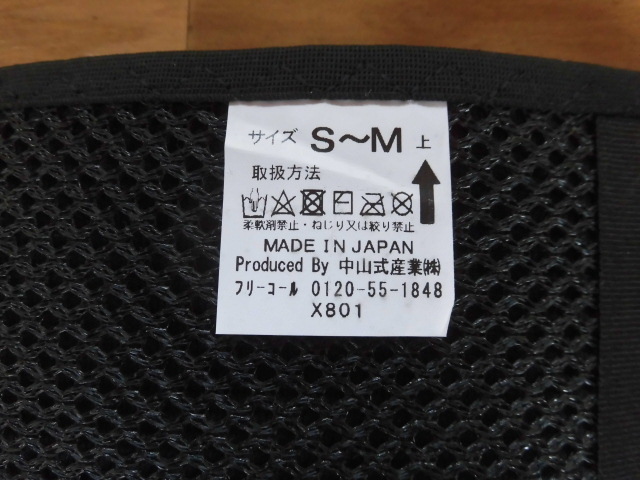 サイズ S～M 上
取扱方法
柔軟剤禁止・ねじり又は絞り禁止
MADE IN JAPAN
Produced By 中山式産業㈱
フリーコール 0120-55-1848
X801